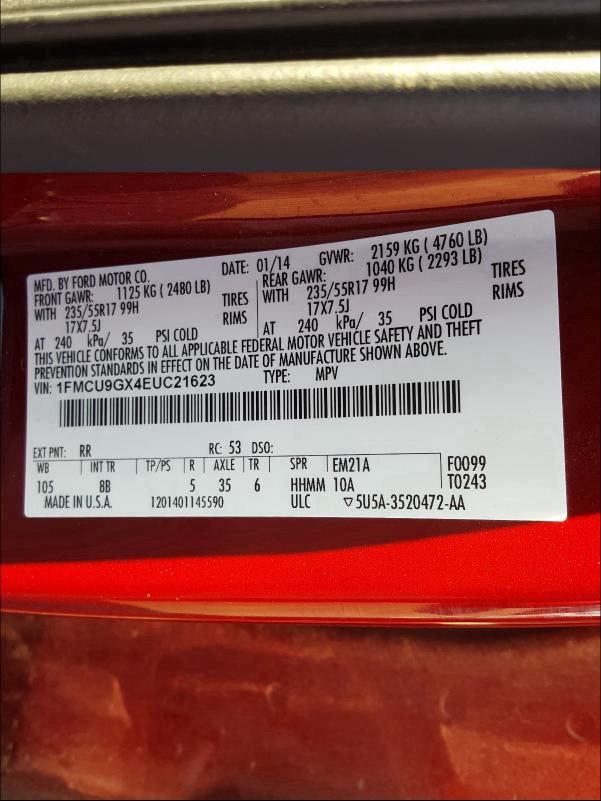 MFD. BY FORD MOTOR CO.
DATE: 01/14 GVWR: 2159 KG ( 4760 LB)
FRONT GAWR: 1125 KG ( 2480 LB) REAR GAWR: 1040 KG ( 2293 LB)
WITH 235/55R17 99H TIRES WITH 235/55R17 99H TIRES
17X7.5J RIMS 17X7.5J RIMS
AT 240 kPa/ 35 PSI COLD AT 240 kPa/ 35 PSI COLD
THIS VEHICLE CONFORMS TO ALL APPLICABLE FEDERAL MOTOR VEHICLE SAFETY AND THEFT
PREVENTION STANDARDS IN EFFECT ON THE DATE OF MANUFACTURE SHOWN ABOVE.
VIN: 1FMCU9GX4EUC21623 TYPE: MPV
EXT PNT: RR RC: 53 DSO:
WB INT TR TP/PS R AXLE TR SPR EM21A F0099
105 8B 5 35 6 HHMM 10A T0243
MADE IN U.S.A. 1201401145590 ULC ▽5U5A-3520472-AA